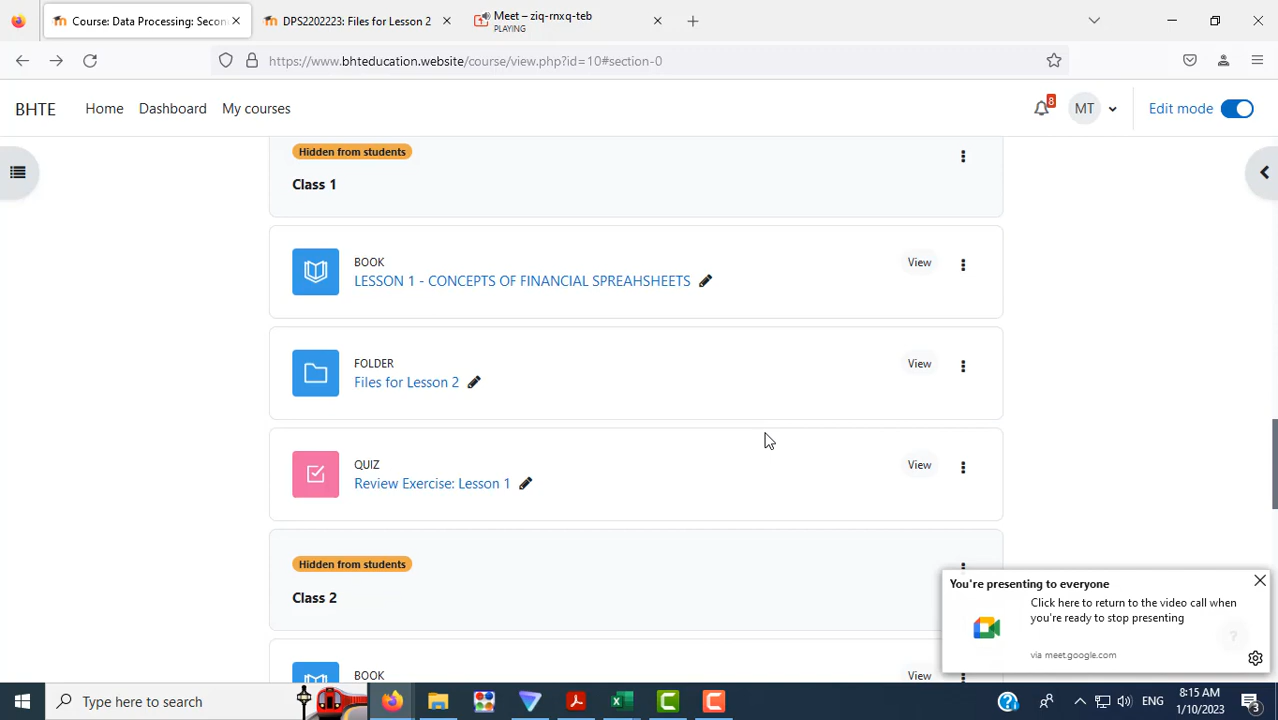 Course: Data Processing: Secon
DPS2202223: Files for Lesson 2
Meet – ziq-rnxq-teb
PLAYING
https://www.bhteducation.website/course/view.php?id=10#section-0
BHTE
Home
Dashboard
My courses
8
MT
Edit mode
Hidden from students
Class 1
BOOK
View
LESSON 1 - CONCEPTS OF FINANCIAL SPREAHSHEETS
FOLDER
View
Files for Lesson 2
QUIZ
View
Review Exercise: Lesson 1
Hidden from students
Class 2
BOOK
View
You're presenting to everyone
Click here to return to the video call when
you're ready to stop presenting
via meet.google.com
Type here to search
ENG
8:15 AM
1/10/2023
3